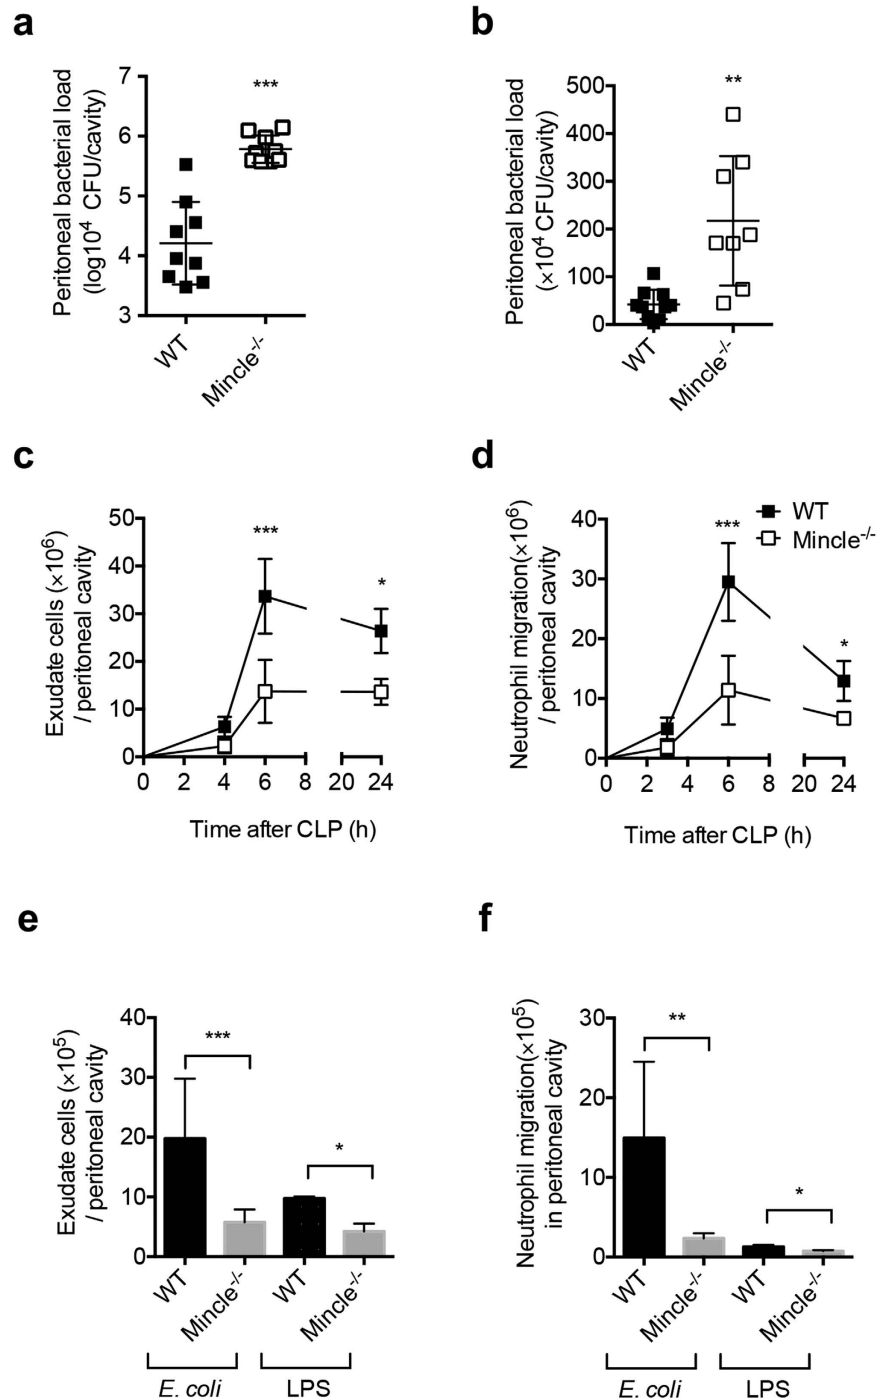 a
Peritoneal bacterial load
(log10⁴ CFU/cavity)
7
6
5
4
3
***
WT
Mincle⁻/⁻
b
Peritoneal bacterial load
(×10⁴ CFU/cavity)
500
400
300
200
100
0
**
WT
Mincle⁻/⁻
c
Exudate cells (×10⁶)
/ peritoneal cavity
50
40
30
20
10
0
***
*
0 2 4 6 8 20 24
Time after CLP (h)
d
Neutrophil migration(×10⁶)
/ peritoneal cavity
40
30
20
10
0
***
*
WT
Mincle⁻/⁻
0 2 4 6 8 20 24
Time after CLP (h)
e
Exudate cells (×10⁵)
/ peritoneal cavity
40
30
20
10
0
***
*
WT
Mincle⁻/⁻
WT
Mincle⁻/⁻
E. coli
LPS
f
Neutrophil migration(×10⁵)
in peritoneal cavity
30
20
10
0
**
*
WT
Mincle⁻/⁻
WT
Mincle⁻/⁻
E. coli
LPS